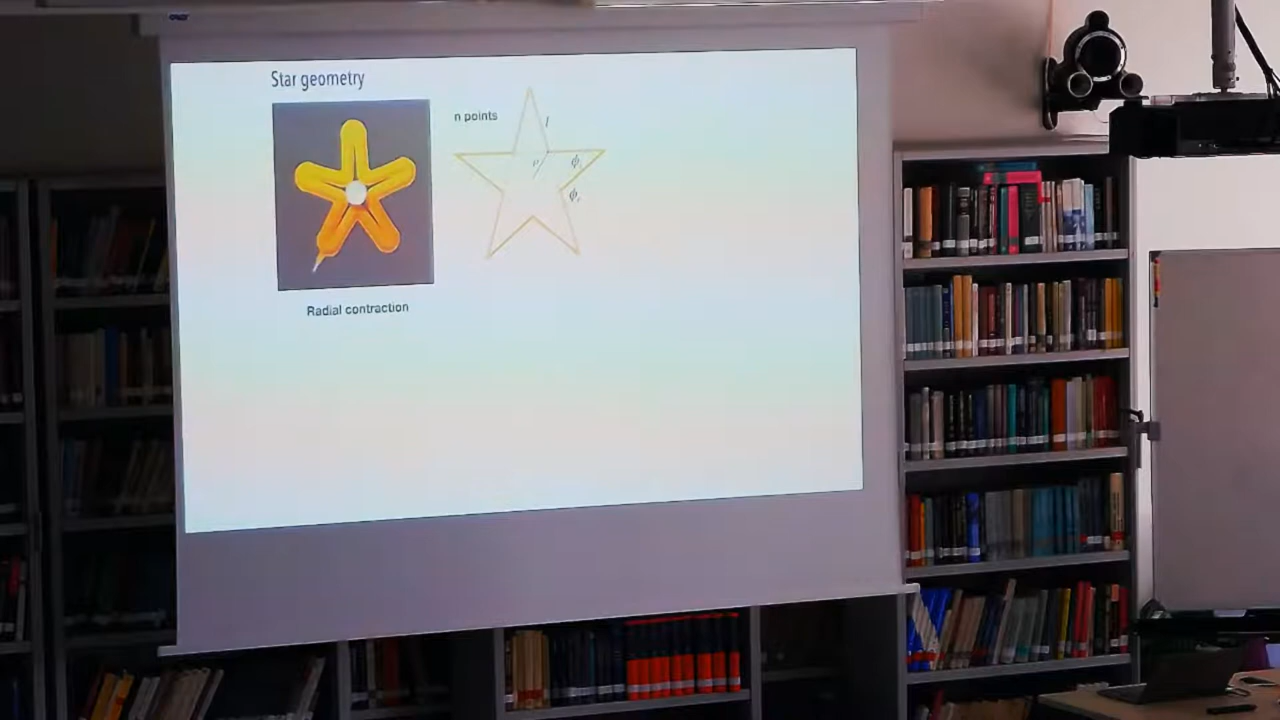 Star geometry
n points
l
ρ
ϕ
ϕ
Radial contraction